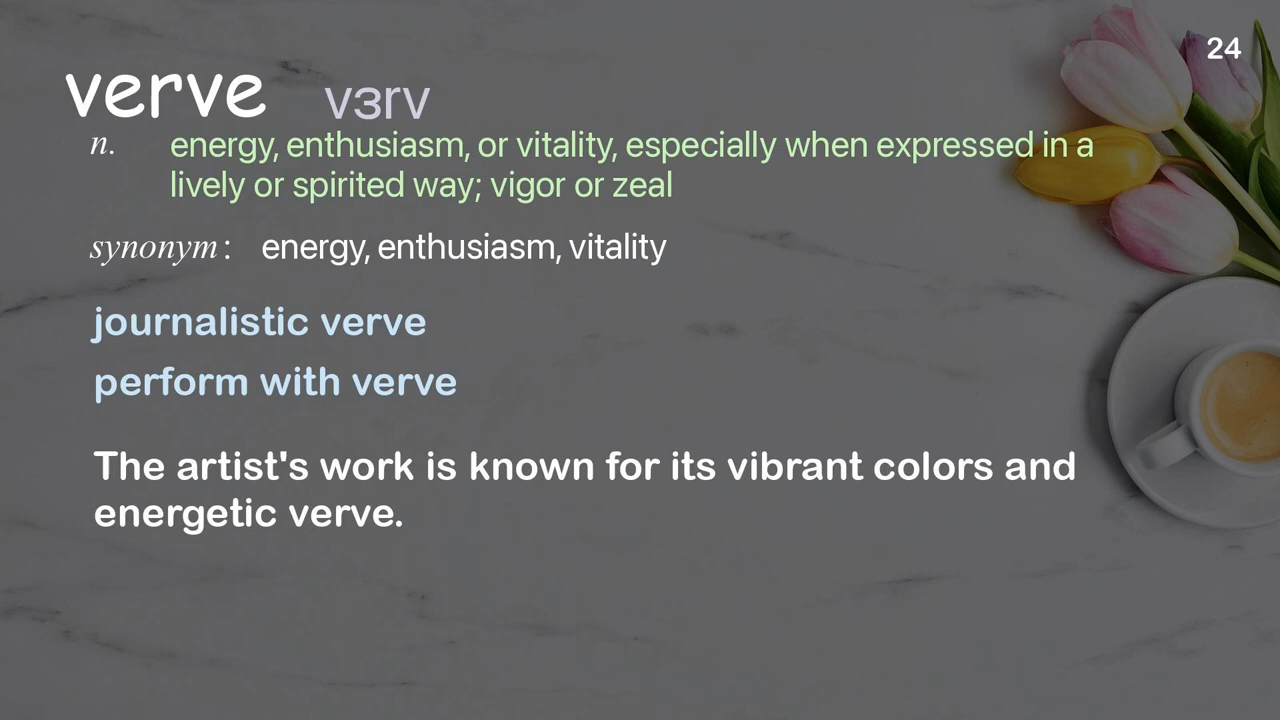 24
verve vɜrv
n. energy, enthusiasm, or vitality, especially when expressed in a
lively or spirited way; vigor or zeal
synonym: energy, enthusiasm, vitality
journalistic verve
perform with verve
The artist's work is known for its vibrant colors and
energetic verve.